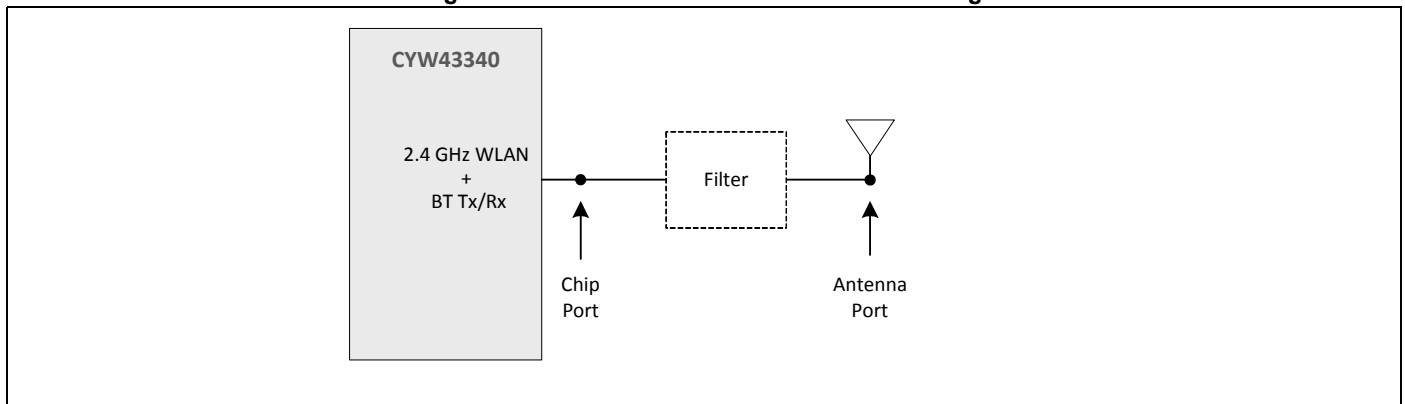 CYW43340
2.4 GHz WLAN
+
BT Tx/Rx
Filter
Chip
Port
Antenna
Port